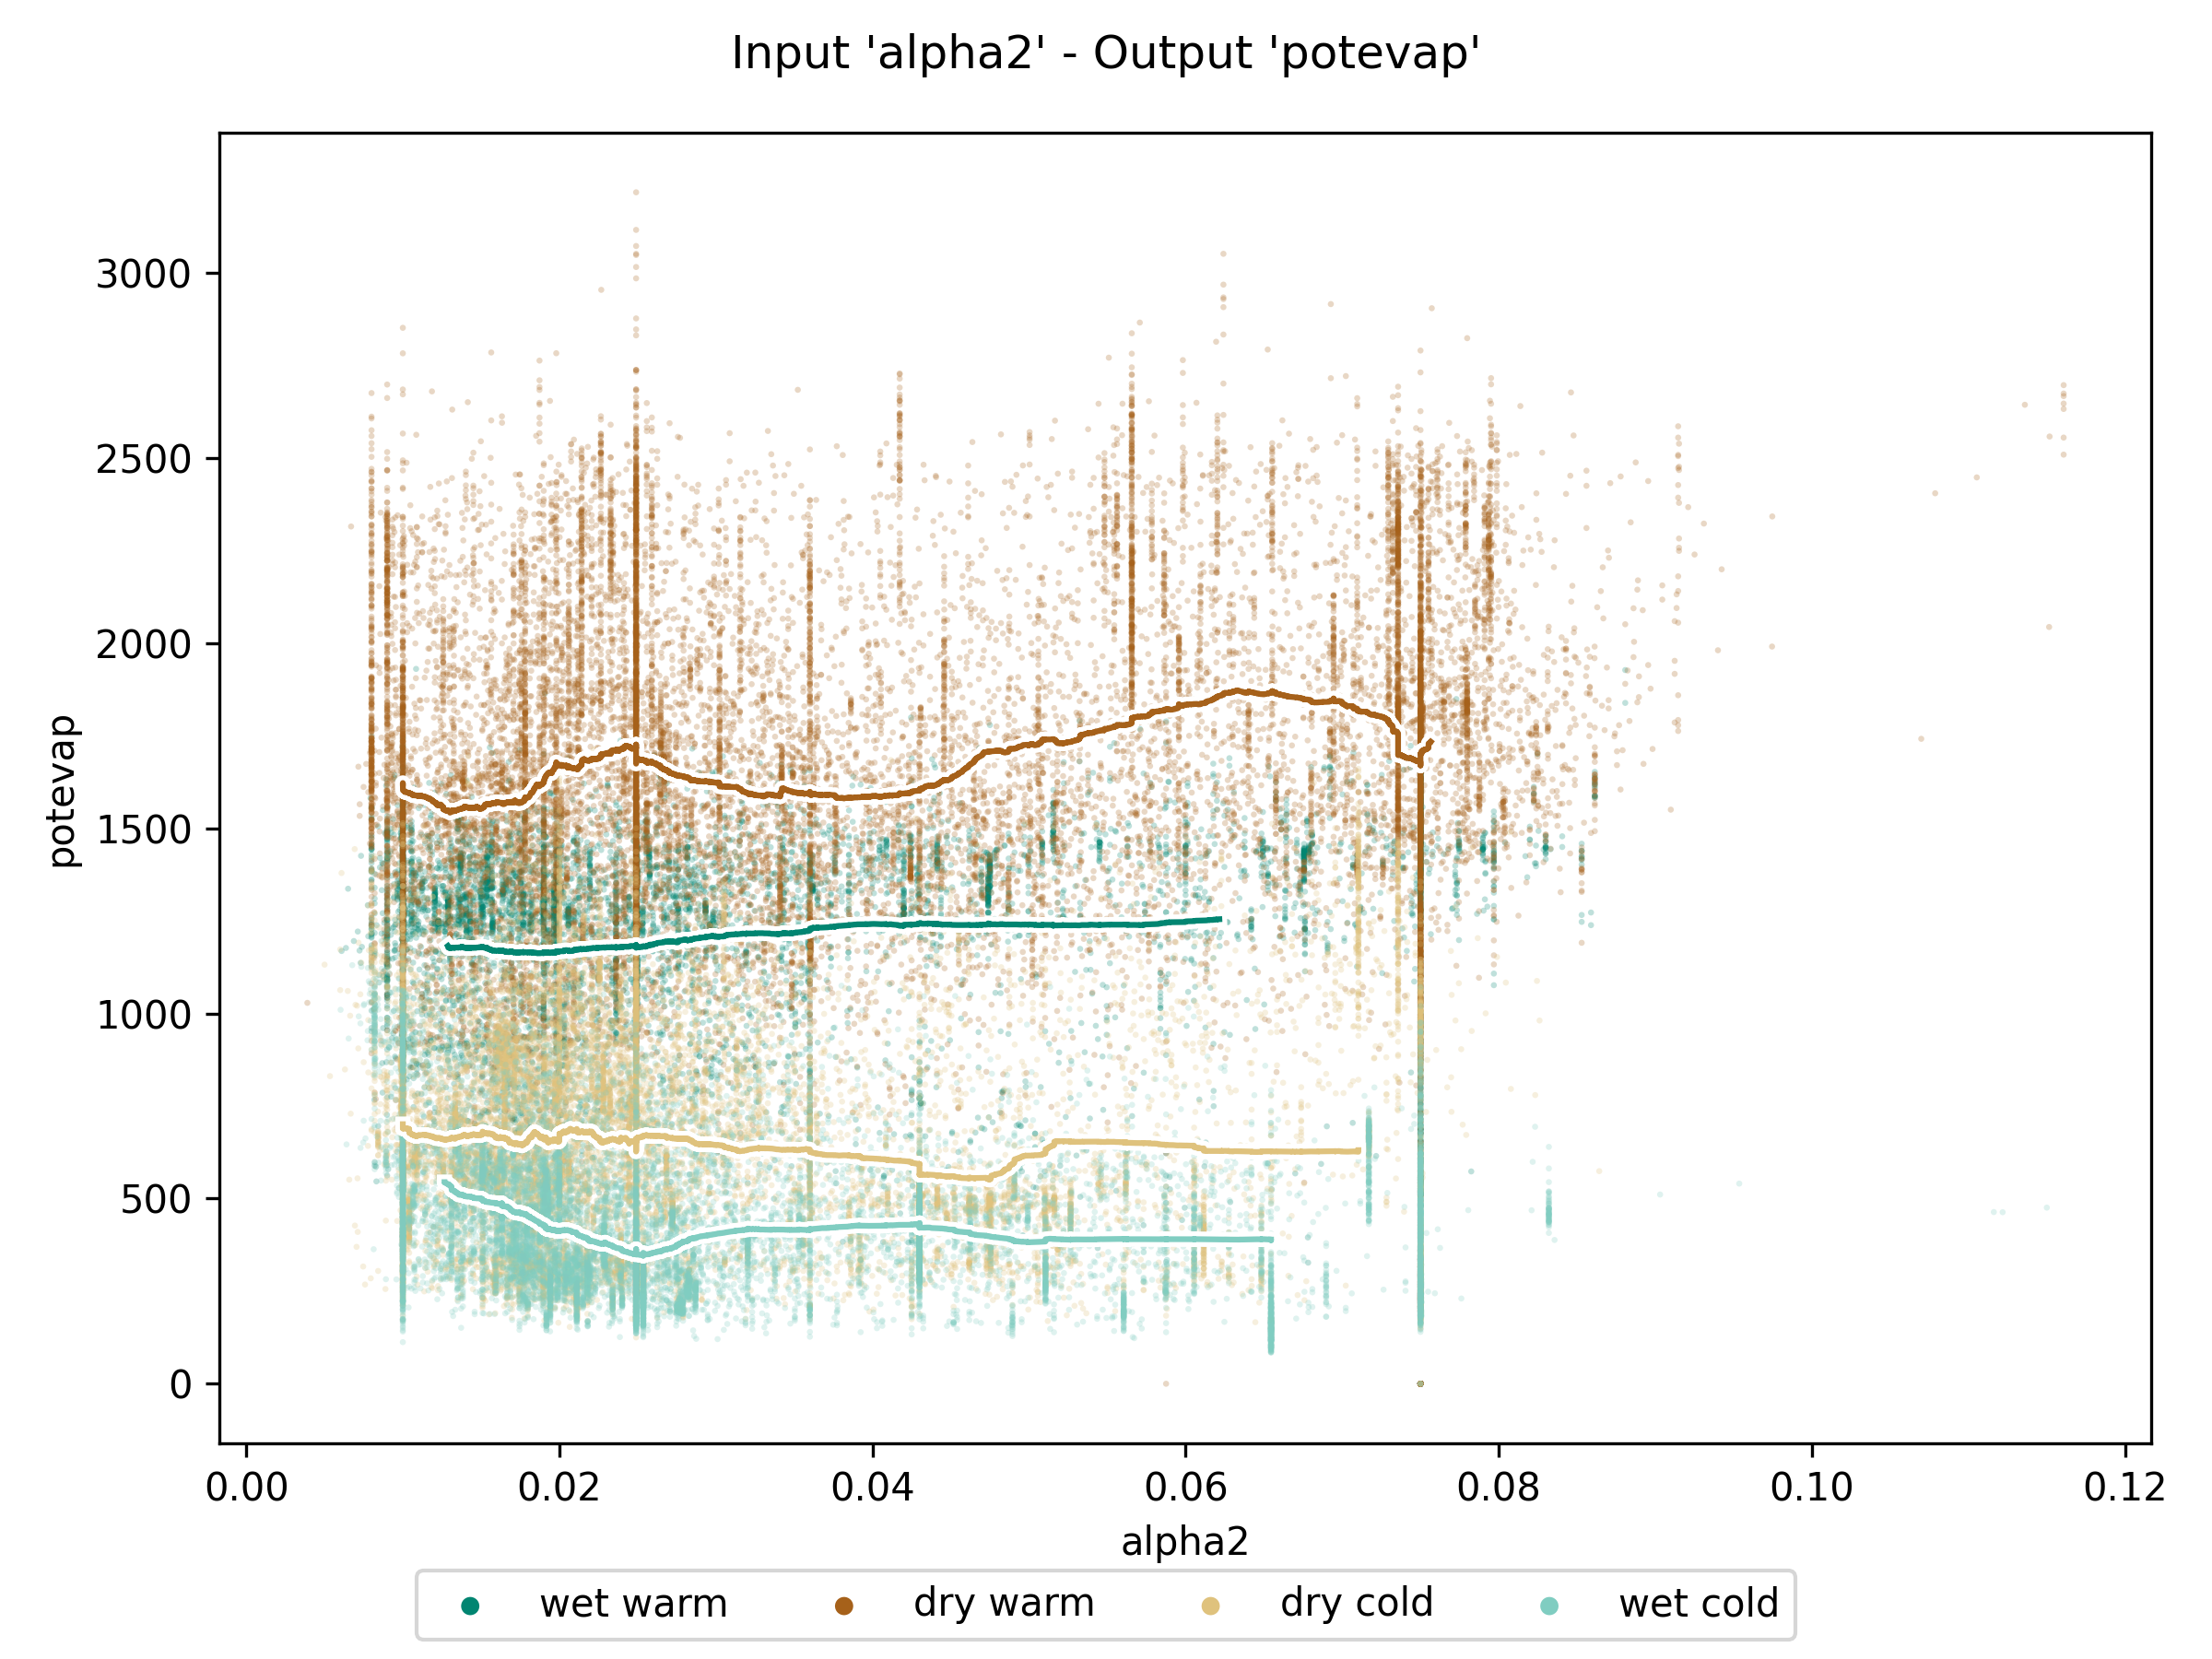 Input 'alpha2' - Output 'potevap'
3000
2500
2000
1500
1000
500
0
potevap
0.00 0.02 0.04 0.06 0.08 0.10 0.12
alpha2
wet warm dry warm dry cold wet cold